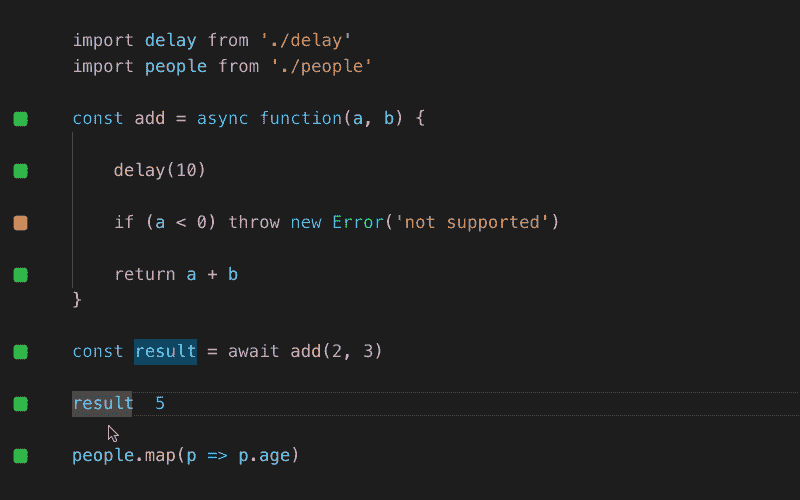 import delay from './delay'
import people from './people'
const add = async function(a, b) {
delay(10)
if (a < 0) throw new Error('not supported')
return a + b
}
const result = await add(2, 3)
result 5
people.map(p => p.age)